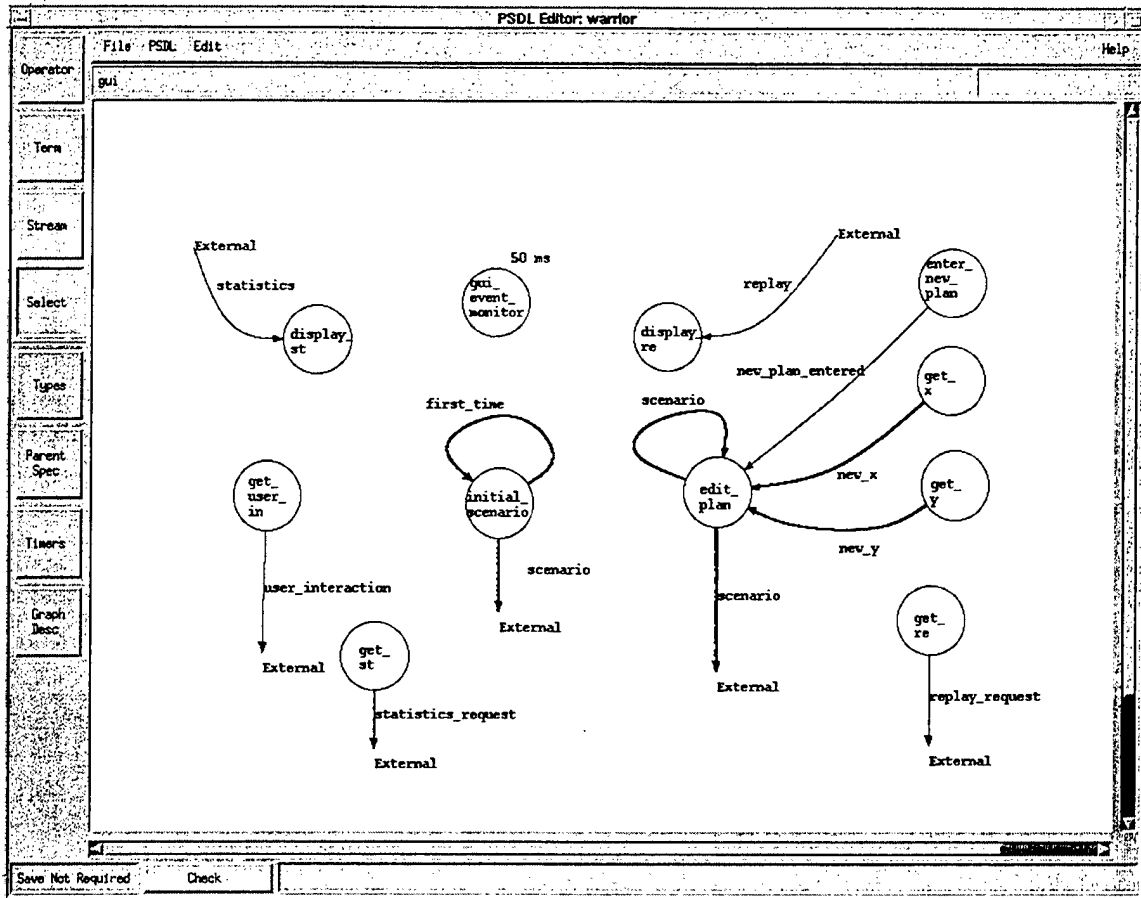 PSDL Editor: warrior
File PSDL Edit
Help
Operator
gui
Term
Stream
Select
Types
Parent
Spec
Timers
Graph
Desc
External
statistics
display_
st
50 ms
gui_
event_
monitor
External
replay
display_
re
enter_
new_
plan
new_plan_entered
get_
x
first_time
scenario
get_
user_
in
initial_
scenario
edit_
plan
new_x
get_
y
new_y
user_interaction
scenario
scenario
External
External
External
get_
st
get_
re
statistics_request
replay_request
External
External
Save Not Required
Check